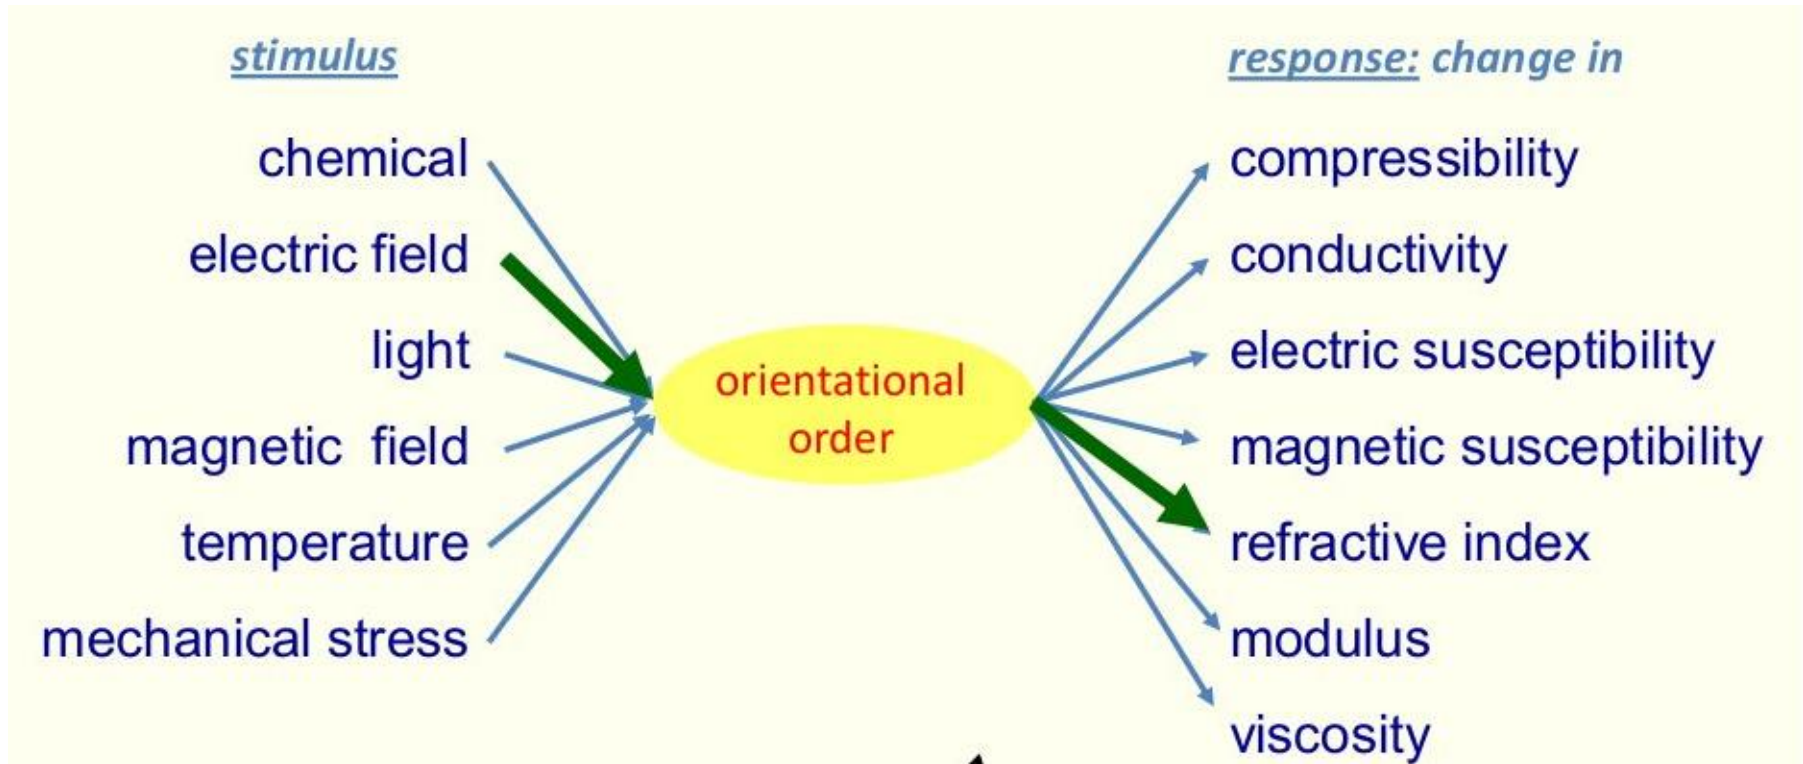 stimulus
response: change in
chemical
electric field
light
magnetic field
temperature
mechanical stress
orientational
order
compressibility
conductivity
electric susceptibility
magnetic susceptibility
refractive index
modulus
viscosity